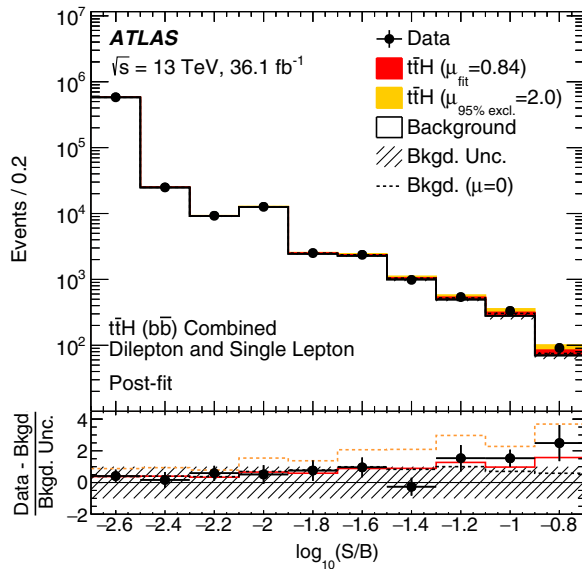 ATLAS
√s = 13 TeV, 36.1 fb⁻¹
Data
tt̄H (μ_fit=0.84)
tt̄H (μ_95% excl.=2.0)
Background
Bkgd. Unc.
Bkgd. (μ=0)
Events / 0.2
10⁶
10⁵
10⁴
10³
10²
tt̄H (bb̄) Combined
Dilepton and Single Lepton
Post-fit
Data - Bkgd
Bkgd. Unc.
4
2
0
−2
−2.6 −2.4 −2.2 −2 −1.8 −1.6 −1.4 −1.2 −1 −0.8
log₁₀(S/B)